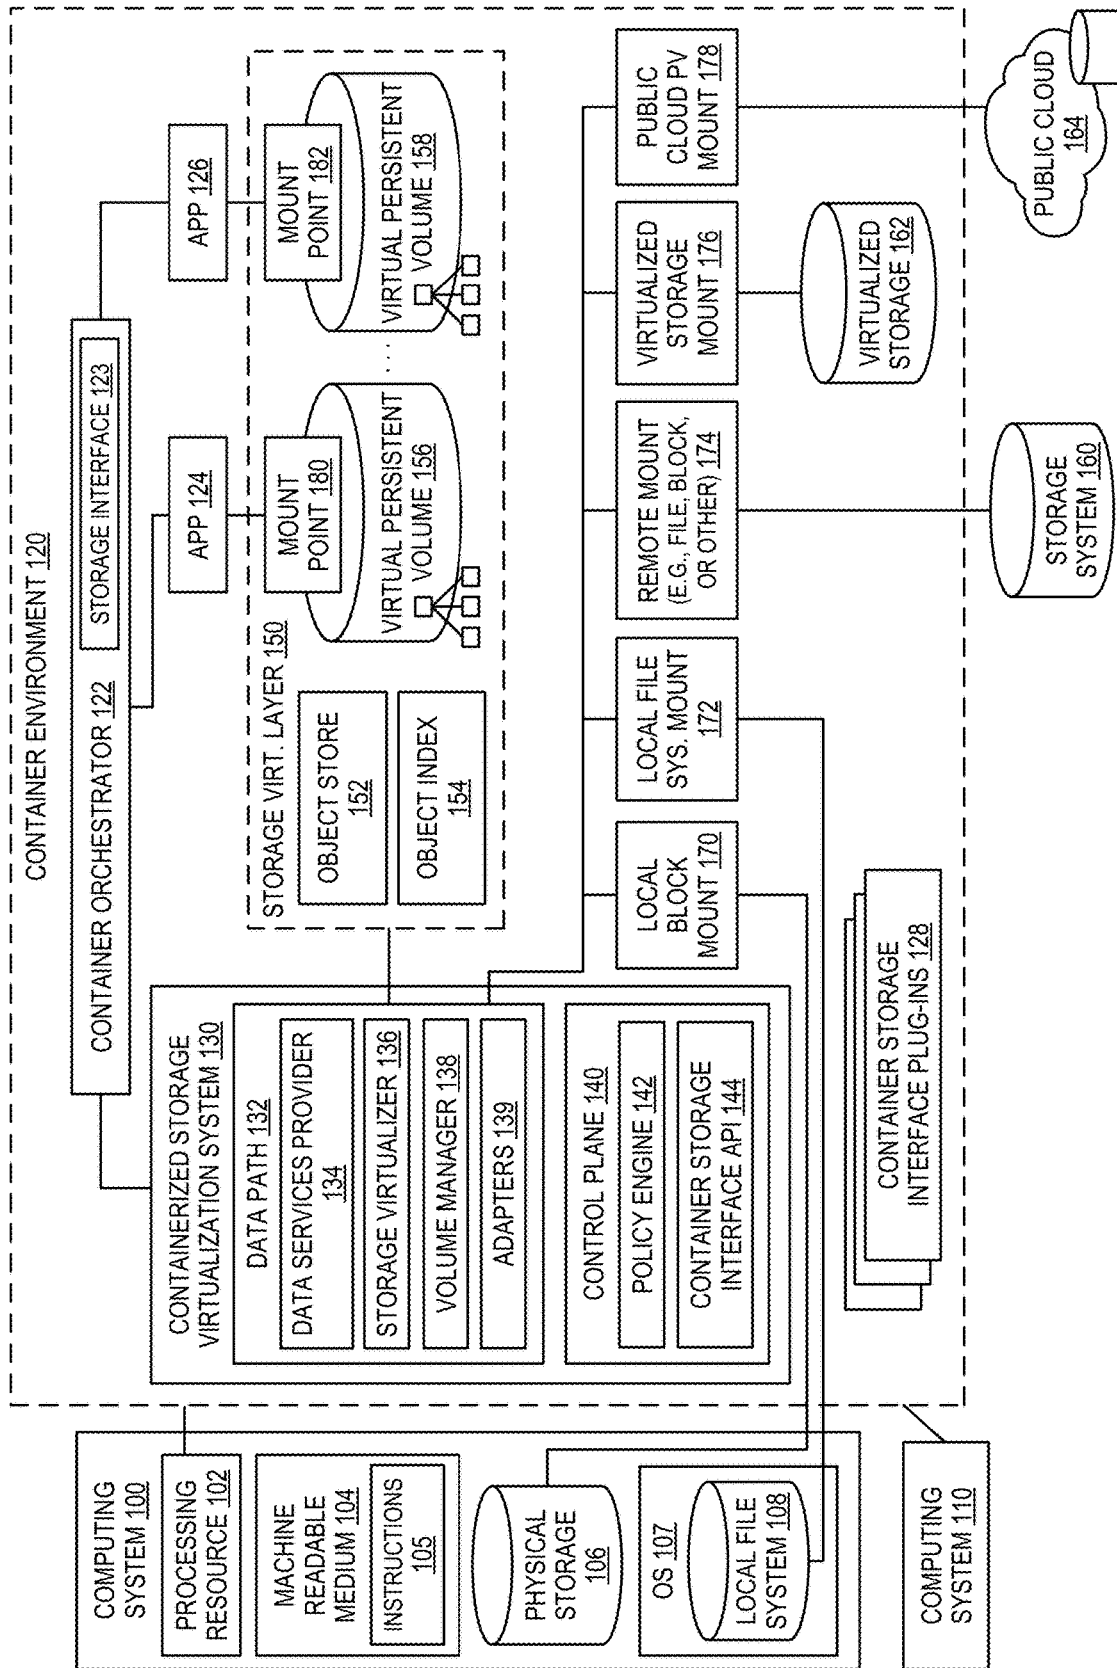 COMPUTING
SYSTEM 100
PROCESSING
RESOURCE 102
MACHINE
READABLE
MEDIUM 104
INSTRUCTIONS
105
PHYSICAL
STORAGE
106
OS 107
LOCAL FILE
SYSTEM 108
COMPUTING
SYSTEM 110
CONTAINER ENVIRONMENT 120
CONTAINER ORCHESTRATOR 122
STORAGE INTERFACE 123
APP 124
APP 126
CONTAINERIZED STORAGE
VIRTUALIZATION SYSTEM 130
DATA PATH 132
DATA SERVICES PROVIDER
134
STORAGE VIRTUALIZER 136
VOLUME MANAGER 138
ADAPTERS 139
CONTROL PLANE 140
POLICY ENGINE 142
CONTAINER STORAGE
INTERFACE API 144
CONTAINER STORAGE
INTERFACE PLUG-INS 128
STORAGE VIRT. LAYER 150
OBJECT STORE
152
OBJECT INDEX
154
MOUNT
POINT 180
VIRTUAL PERSISTENT
VOLUME 156
. . . .
MOUNT
POINT 182
VIRTUAL PERSISTENT
VOLUME 158
LOCAL
BLOCK
MOUNT 170
LOCAL FILE
SYS. MOUNT
172
REMOTE MOUNT
(E.G., FILE, BLOCK,
OR OTHER) 174
VIRTUALIZED
STORAGE
MOUNT 176
PUBLIC
CLOUD PV
MOUNT 178
STORAGE
SYSTEM 160
VIRTUALIZED
STORAGE 162
PUBLIC CLOUD
164